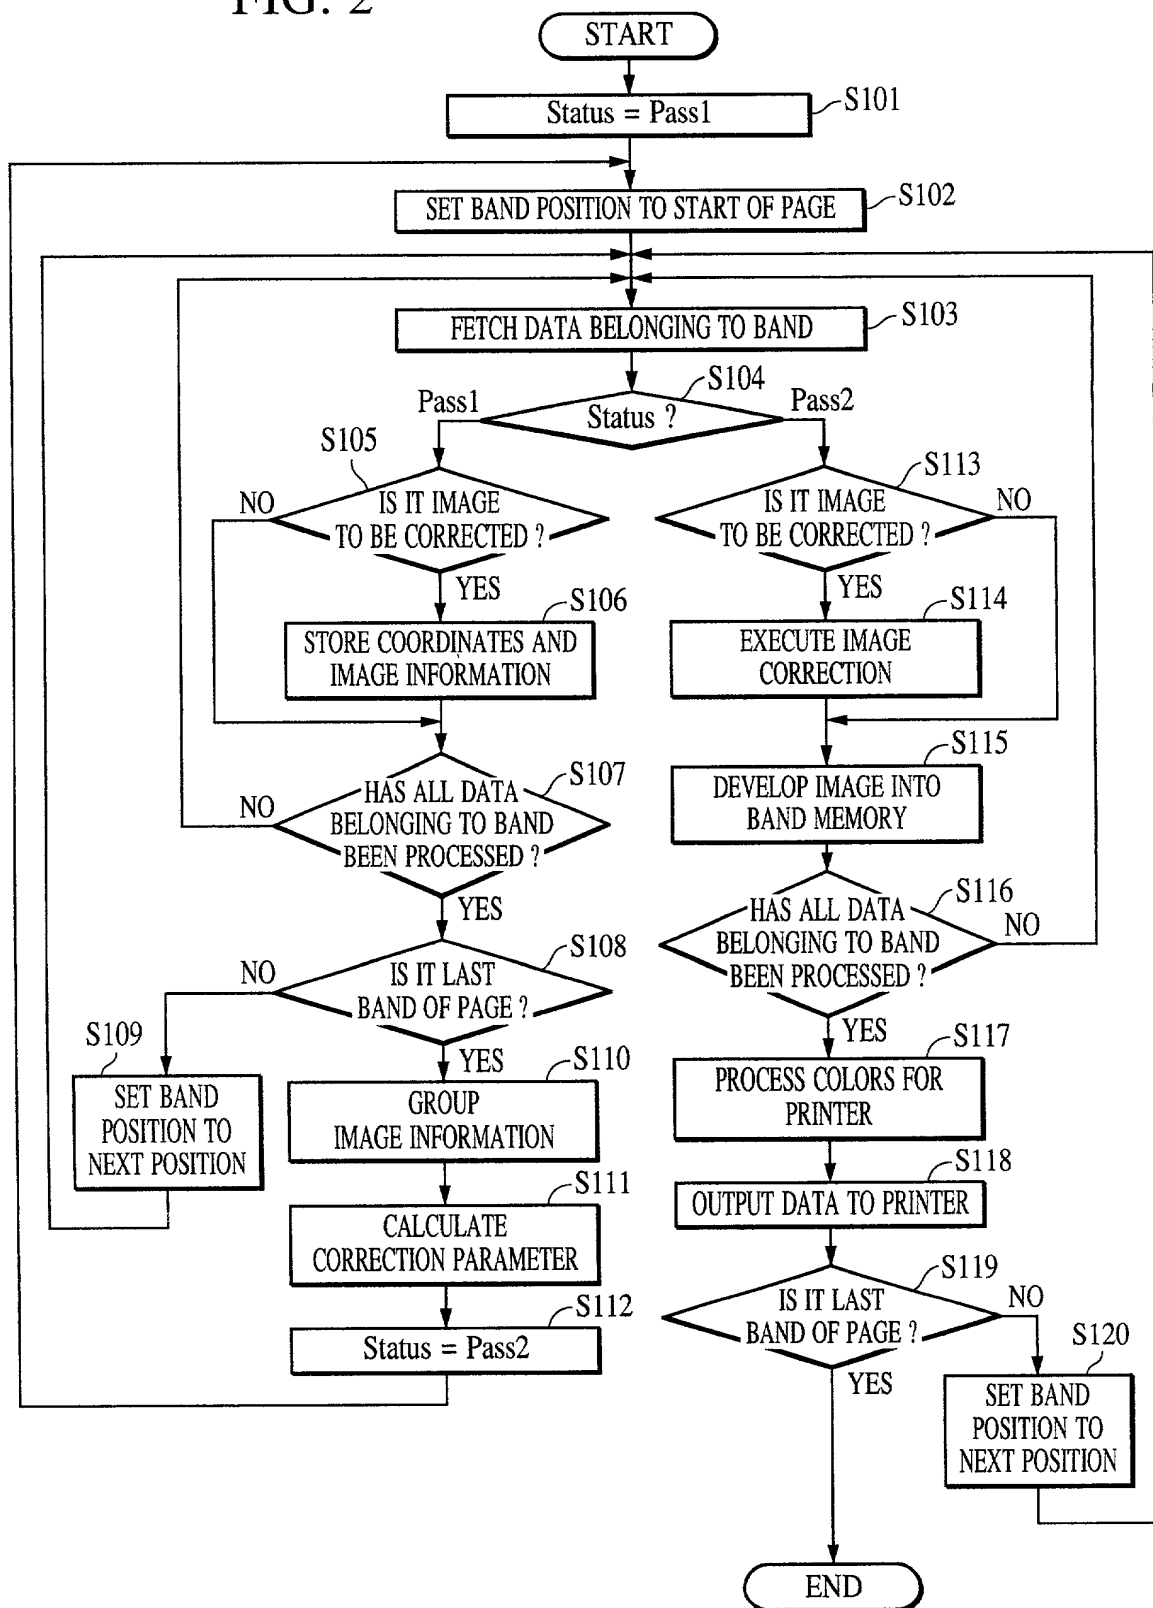 FIG. 2
START
Status = Pass1
S101
SET BAND POSITION TO START OF PAGE
S102
FETCH DATA BELONGING TO BAND
S103
S104
Pass1
Status ?
Pass2
S105
NO
IS IT IMAGE
TO BE CORRECTED ?
YES
S106
STORE COORDINATES AND
IMAGE INFORMATION
S107
NO
HAS ALL DATA
BELONGING TO BAND
BEEN PROCESSED ?
YES
S108
NO
IS IT LAST
BAND OF PAGE ?
YES
S109
SET BAND
POSITION TO
NEXT POSITION
S110
GROUP
IMAGE INFORMATION
S111
CALCULATE
CORRECTION PARAMETER
S112
Status = Pass2
S113
IS IT IMAGE
TO BE CORRECTED ?
NO
YES
S114
EXECUTE IMAGE
CORRECTION
S115
DEVELOP IMAGE INTO
BAND MEMORY
S116
HAS ALL DATA
BELONGING TO BAND
BEEN PROCESSED ?
NO
YES
S117
PROCESS COLORS FOR
PRINTER
S118
OUTPUT DATA TO PRINTER
S119
IS IT LAST
BAND OF PAGE ?
NO
YES
S120
SET BAND
POSITION TO
NEXT POSITION
END